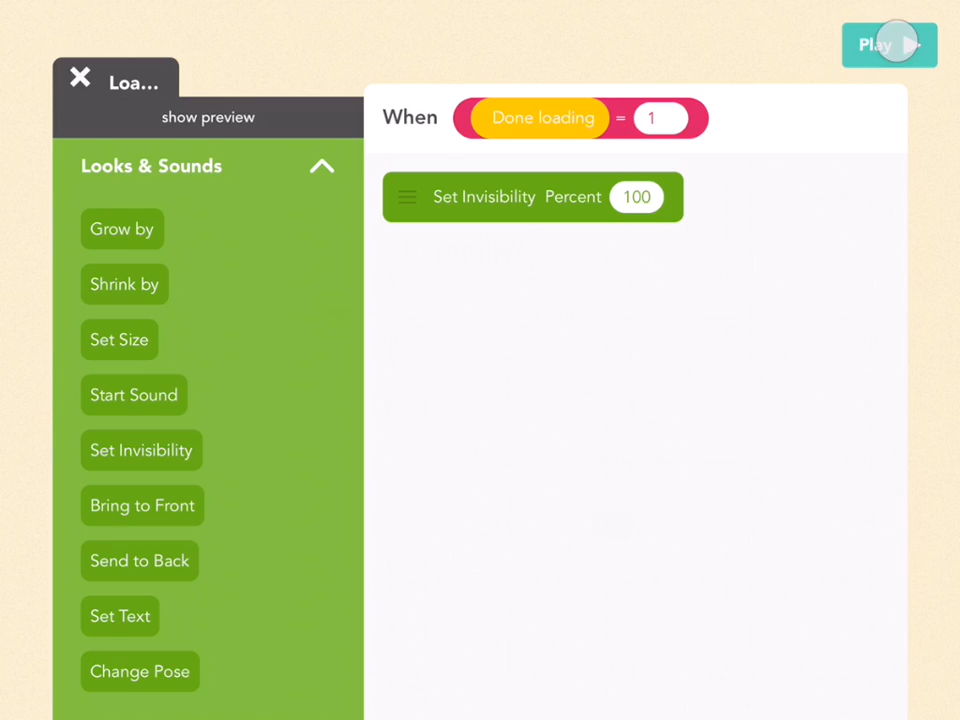 Play
Loa...
show preview
When Done loading = 1
Looks & Sounds
Set Invisibility Percent 100
Grow by
Shrink by
Set Size
Start Sound
Set Invisibility
Bring to Front
Send to Back
Set Text
Change Pose